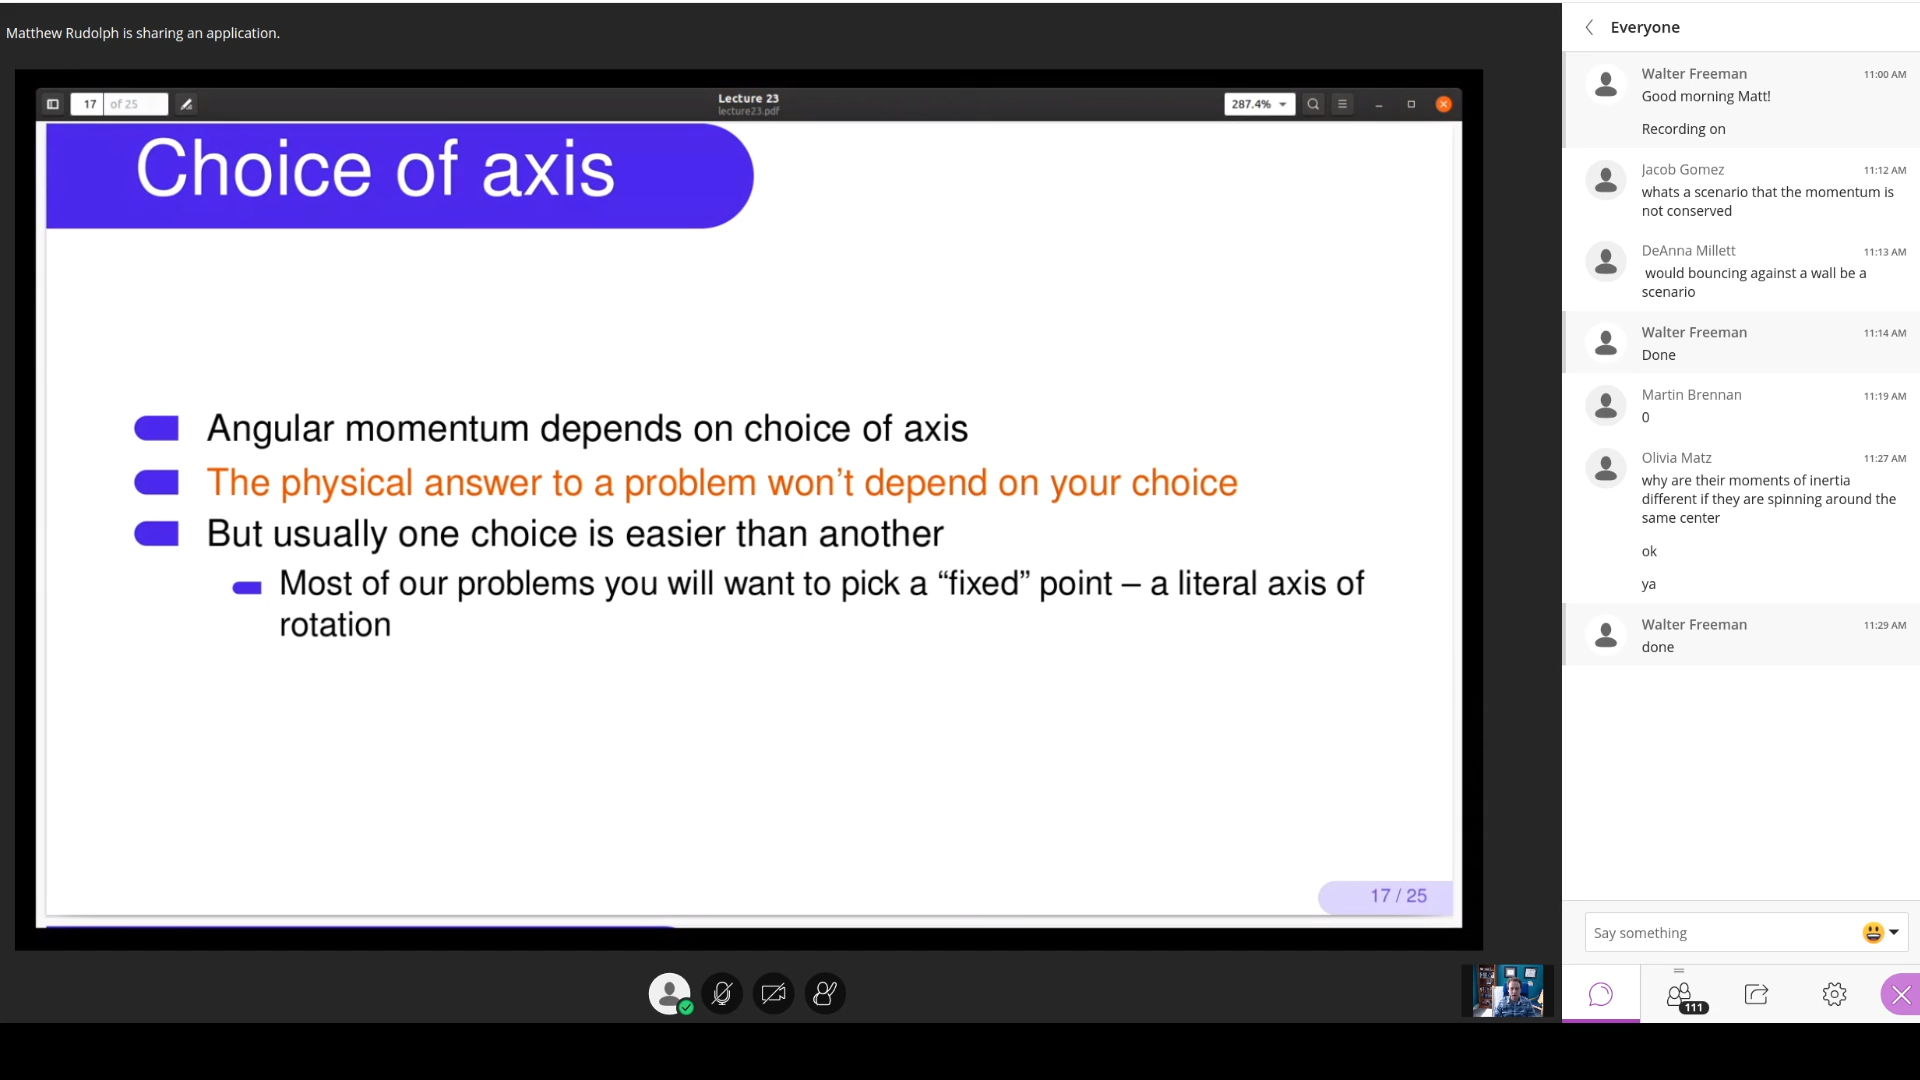 Matthew Rudolph is sharing an application.
17 of 25
Lecture 23
lecture23.pdf
287.4%
Choice of axis
Angular momentum depends on choice of axis
The physical answer to a problem won't depend on your choice
But usually one choice is easier than another
Most of our problems you will want to pick a “fixed” point – a literal axis of
rotation
17 / 25
Everyone
Walter Freeman 11:00 AM
Good morning Matt!
Recording on
Jacob Gomez 11:12 AM
whats a scenario that the momentum is
not conserved
DeAnna Millett 11:13 AM
would bouncing against a wall be a
scenario
Walter Freeman 11:14 AM
Done
Martin Brennan 11:19 AM
0
Olivia Matz 11:27 AM
why are their moments of inertia
different if they are spinning around the
same center
ok
ya
Walter Freeman 11:29 AM
done
Say something
111